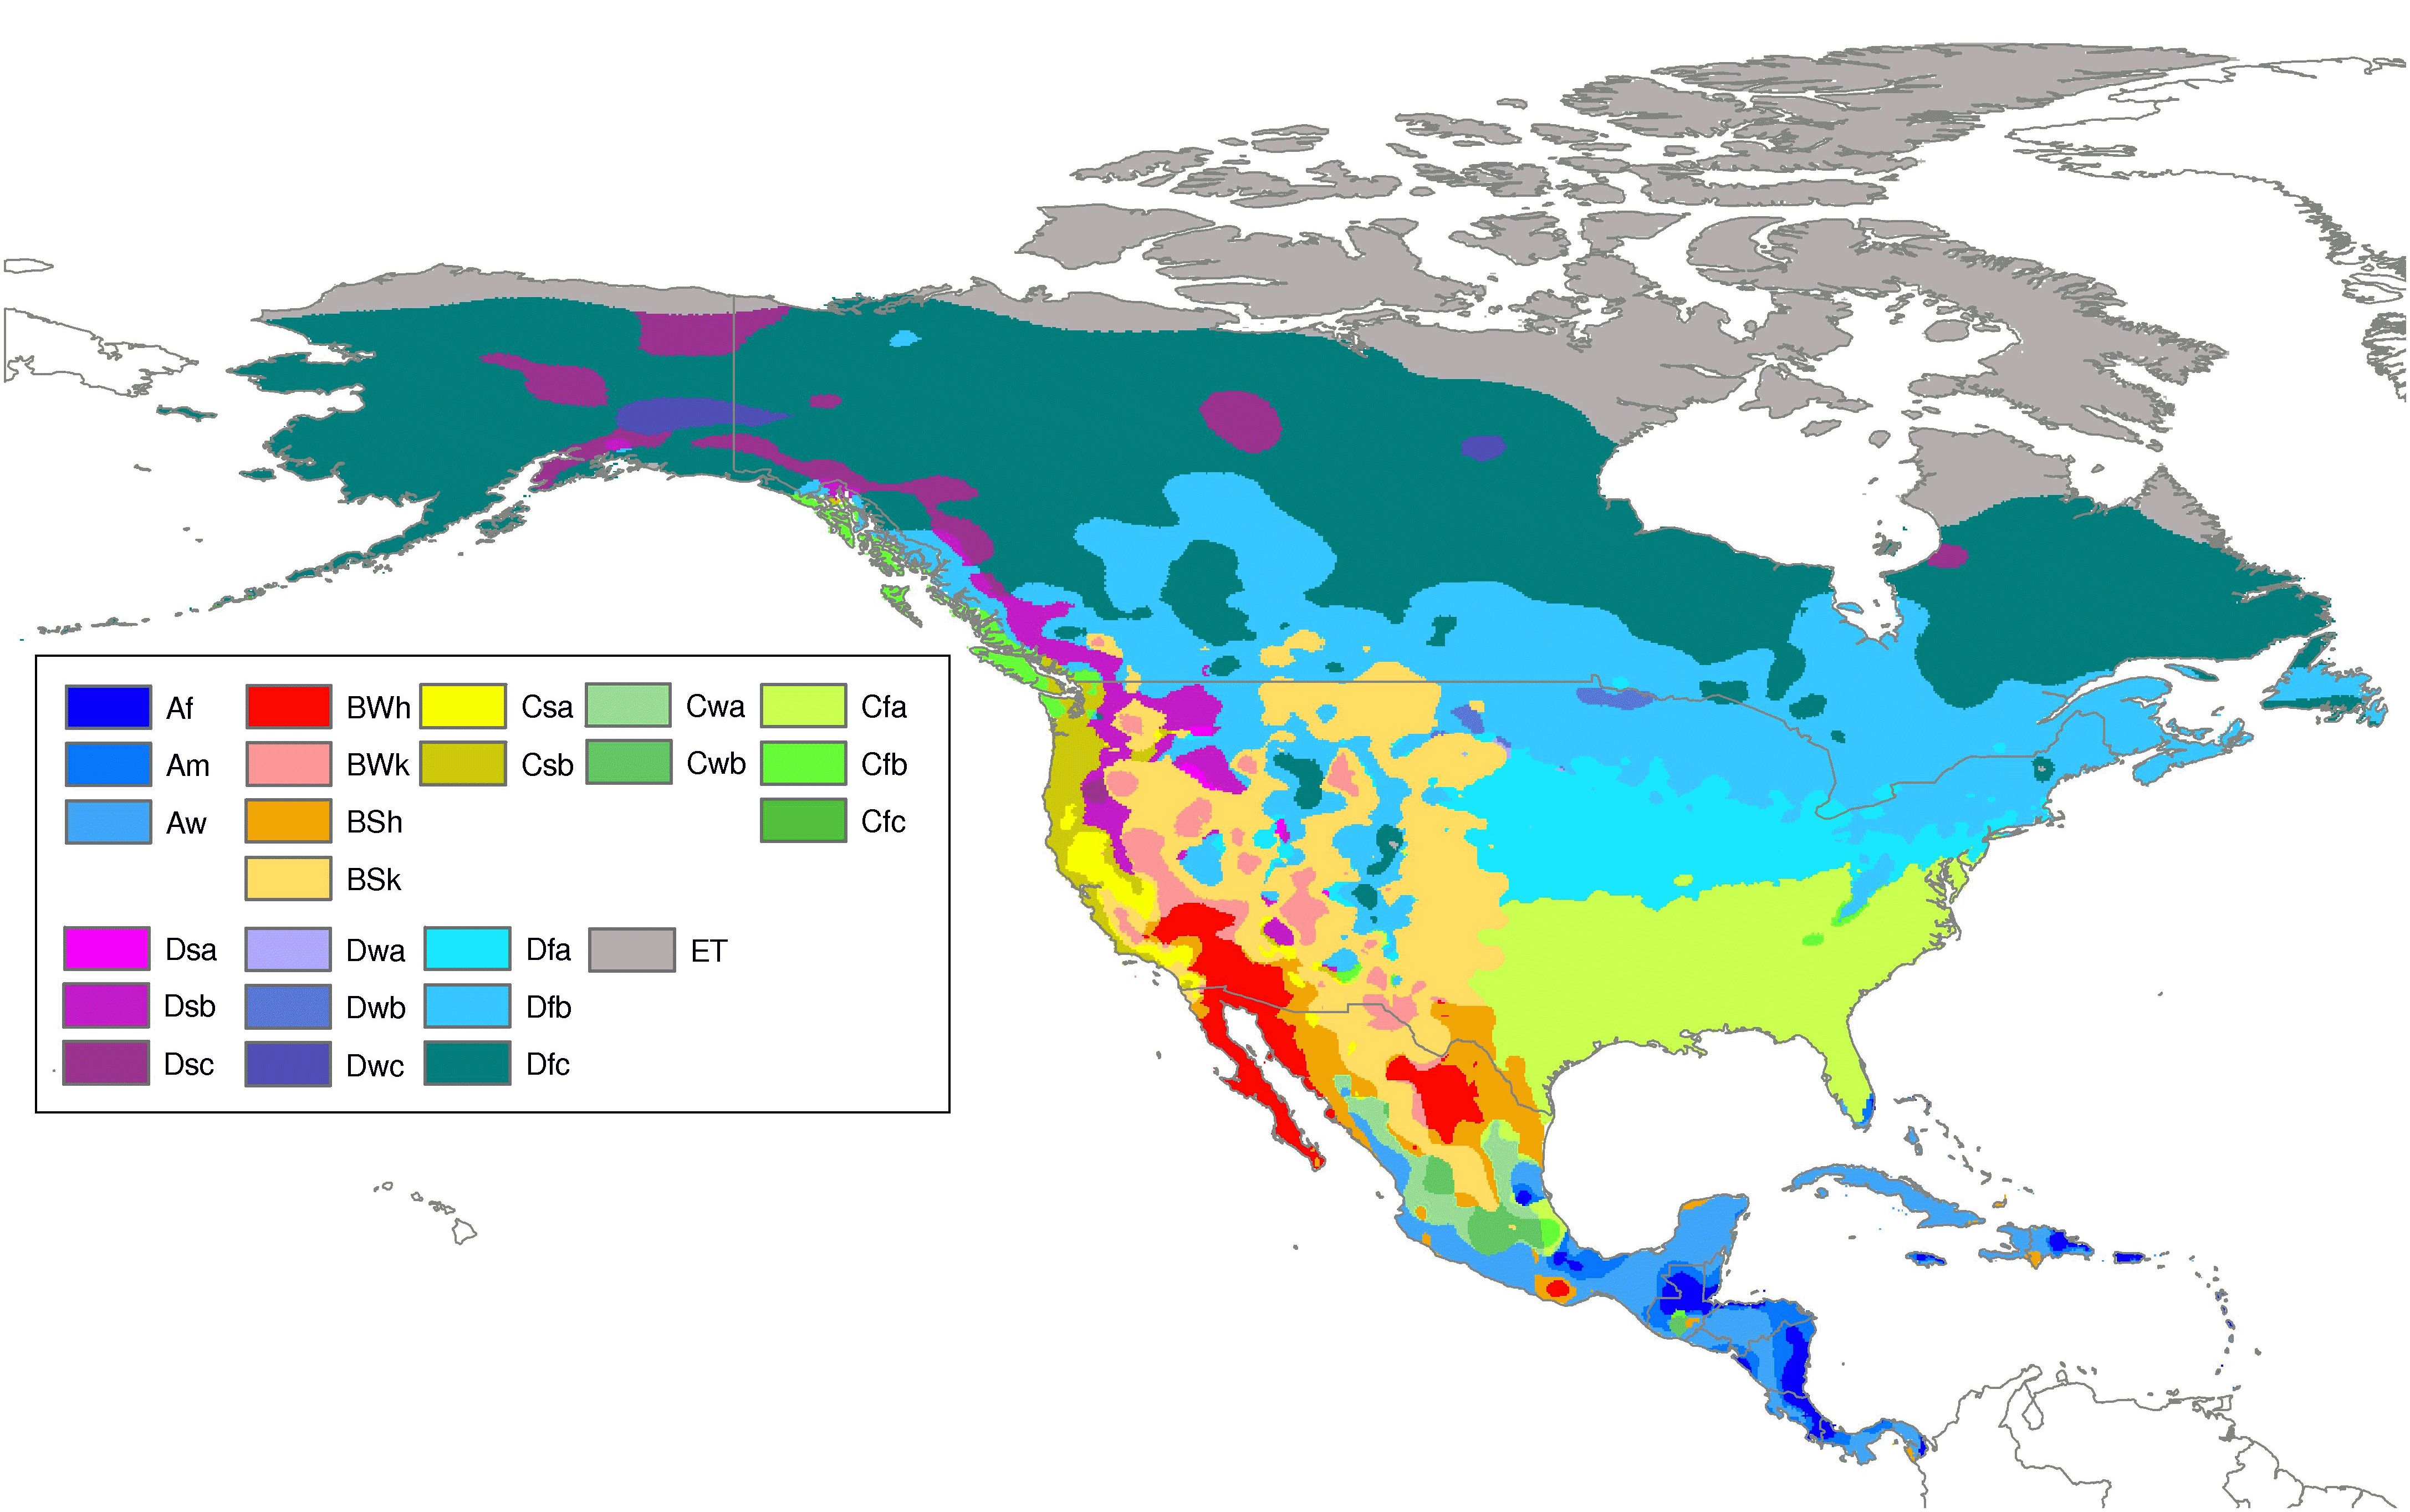 Af BWh Csa Cwa Cfa
Am BWk Csb Cwb Cfb
Aw BSh Cfc
BSk
Dsa Dwa Dfa ET
Dsb Dwb Dfb
Dsc Dwc Dfc